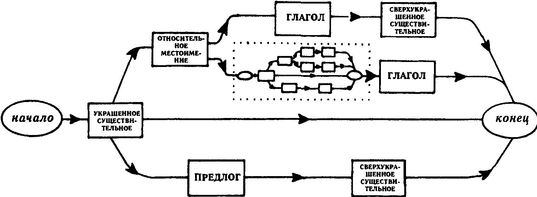 ГЛАГОЛ
СВЕРХУКРА-
ШЕННОЕ
СУЩЕСТВИ-
ТЕЛЬНОЕ
ОТНОСИТЕЛЬ-
НОЕ
МЕСТОИМЕ-
НИЕ
ГЛАГОЛ
начало
УКРАШЕННОЕ
СУЩЕСТВИ-
ТЕЛЬНОЕ
конец
ПРЕДЛОГ
СВЕРХУКРА-
ШЕННОЕ
СУЩЕСТВИ-
ТЕЛЬНОЕ